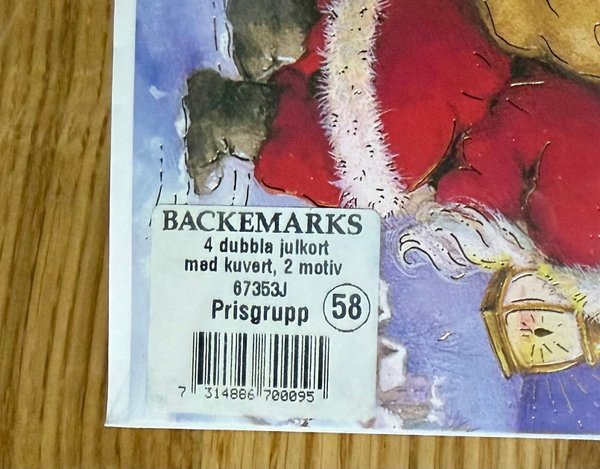 BACKEMARKS
4 dubbla julkort
med kuvert, 2 motiv
67353J
Prisgrupp 58
7 314886 700095